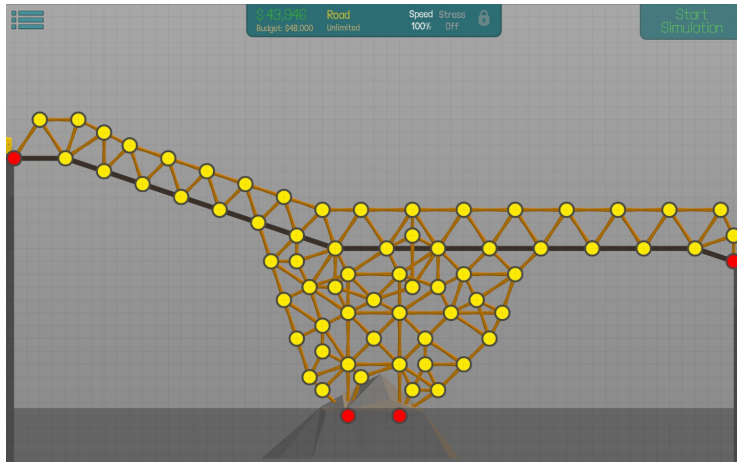 $ 43,946
Budget: $48,000
Road
Unlimited
Speed
100%
Stress
Off
Start
Simulation